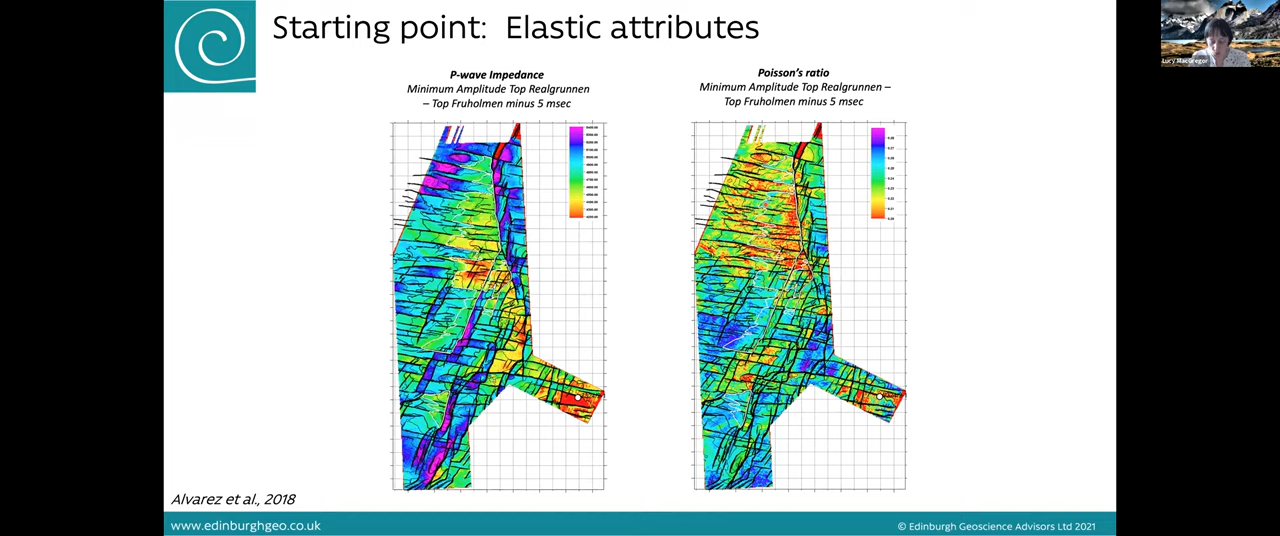 Starting point: Elastic attributes
P-wave Impedance
Minimum Amplitude Top Realgrunnen
– Top Fruholmen minus 5 msec
Poisson's ratio
Minimum Amplitude Top Realgrunnen –
Top Fruholmen minus 5 msec
Lucy MacGregor
Alvarez et al., 2018
www.edinburghgeo.co.uk
© Edinburgh Geoscience Advisors Ltd 2021